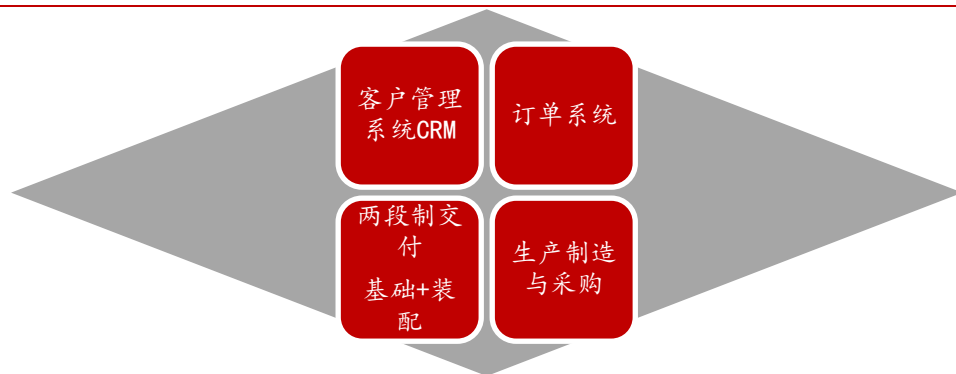 客户管理
系统CRM
订单系统
两段制交
付
基础+装
配
生产制造
与采购